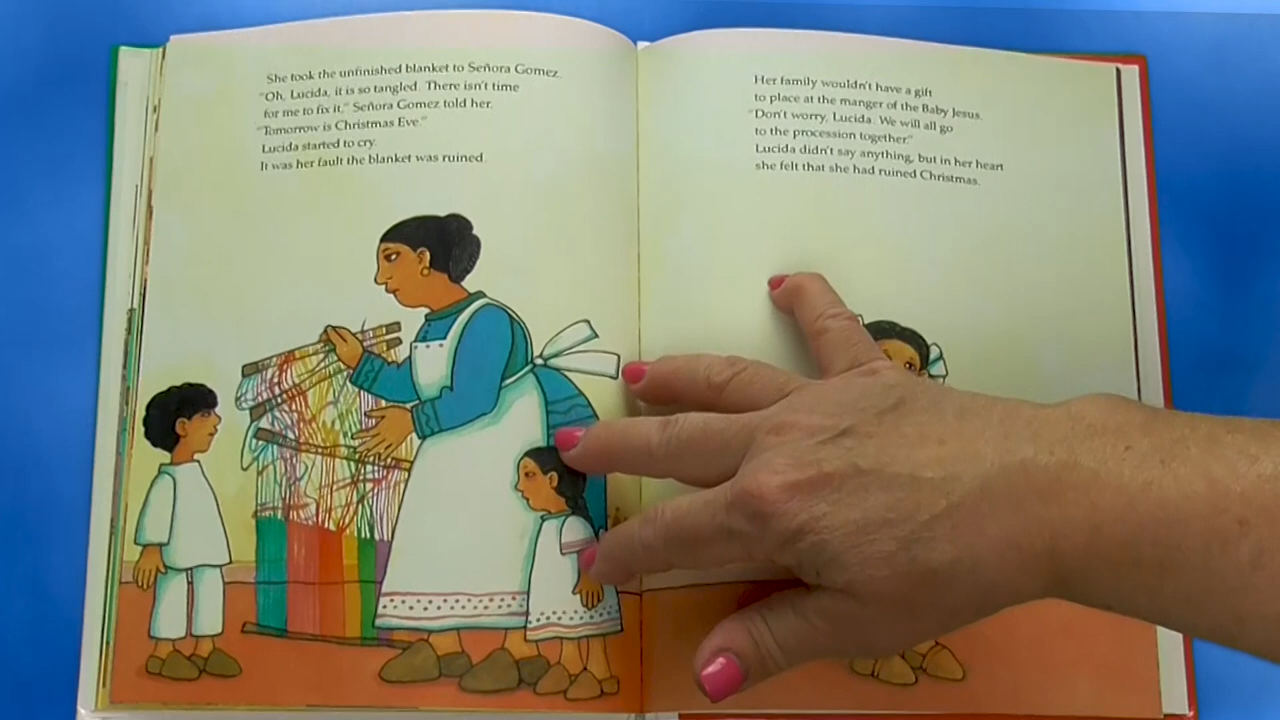 She took the unfinished blanket to Señora Gomez.
"Oh, Lucida, it is so tangled. There isn't time
for me to fix it," Señora Gomez told her.
"Tomorrow is Christmas Eve."
Lucida started to cry.
It was her fault the blanket was ruined.
Her family wouldn't have a gift
to place at the manger of the Baby Jesus.
"Don't worry, Lucida. We will all go
to the procession together."
Lucida didn't say anything, but in her heart
she felt that she had ruined Christmas.